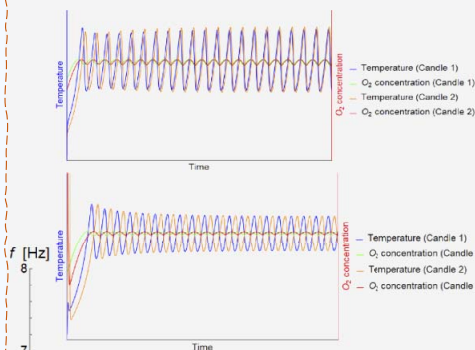 Temperature
O₂ concentration
Temperature (Candle 1)
O₂ concentration (Candle 1)
Temperature (Candle 2)
O₂ concentration (Candle 2)
Time
f [Hz]
8
7
Temperature
O₂ concentration
Temperature (Candle 1)
O₂ concentration (Candle
Temperature (Candle 2)
O₂ concentration (Candle
Time